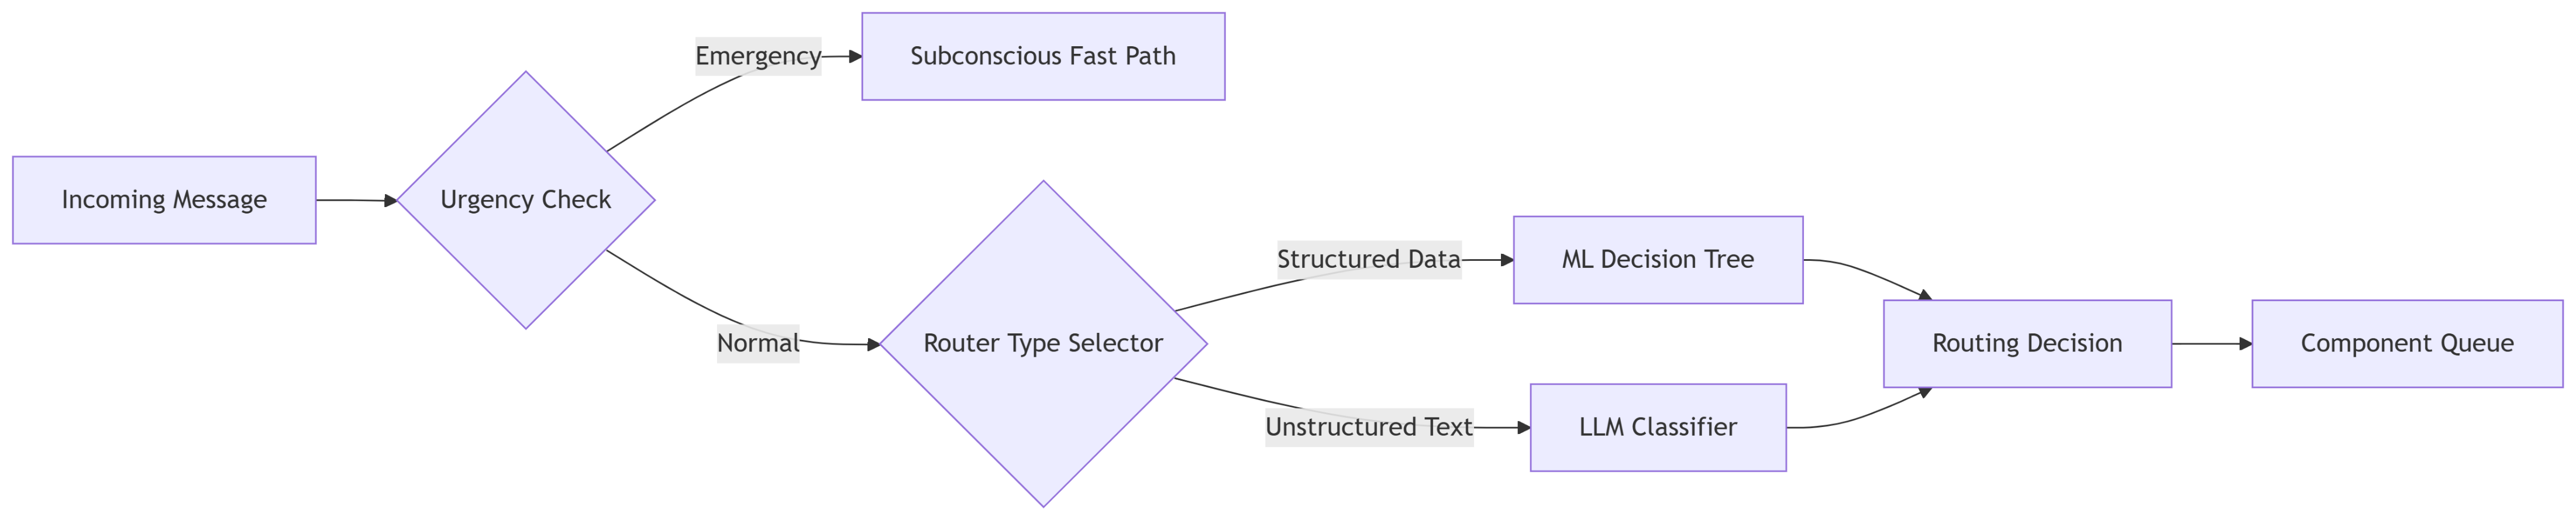 Incoming Message
Urgency Check
Emergency
Subconscious Fast Path
Normal
Router Type Selector
Structured Data
ML Decision Tree
Unstructured Text
LLM Classifier
Routing Decision
Component Queue